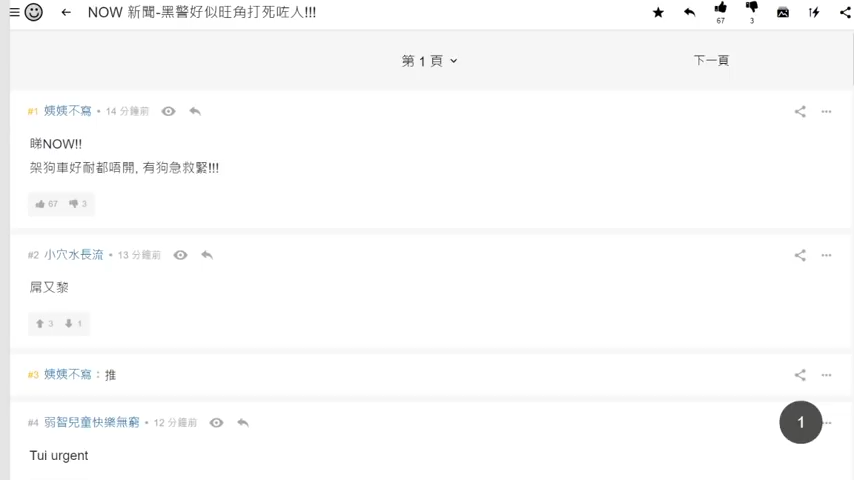 NOW 新聞-黑警好似旺角打死咗人!!!
67
3
第 1 頁
下一頁
#1 姨姨不寫 • 14 分鐘前
睇NOW!!
架狗車好耐都唔開, 有狗急救緊!!!
67 3
#2 小穴水長流 • 13 分鐘前
屌又黎
3 1
#3 姨姨不寫：推
#4 弱智兒童快樂無窮 • 12 分鐘前
1
Tui urgent